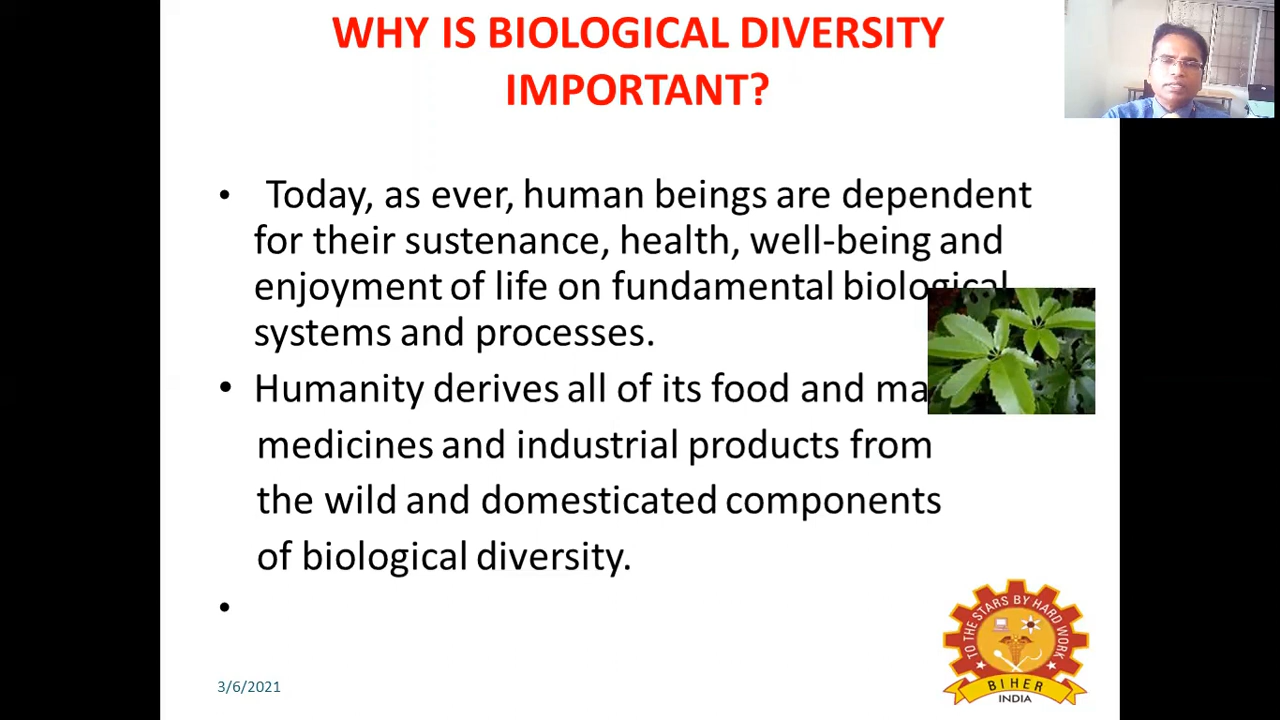 WHY IS BIOLOGICAL DIVERSITY
IMPORTANT?
• Today, as ever, human beings are dependent
for their sustenance, health, well-being and
enjoyment of life on fundamental biological
systems and processes.
• Humanity derives all of its food and ma
medicines and industrial products from
the wild and domesticated components
of biological diversity.
•
TO THE STARS BY HARD WORK
BIHER
INDIA
3/6/2021